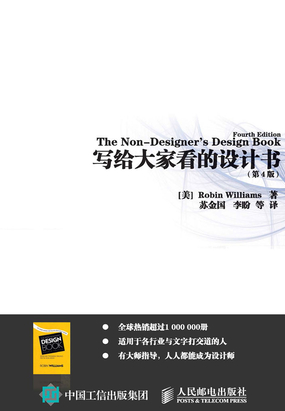 Fourth Edition
The Non-Designer's Design Book
写给大家看的设计书
（第4版）
[美] Robin Williams 著
苏金国 李盼 等 译
● 全球热销超过1 000 000册
● 适用于各行业与文字打交道的人
● 有大师指导，人人都能成为设计师
DESIGN
BOOK
ROBIN WILLIAMS
中国工信出版集团
人民邮电出版社
POSTS & TELECOM PRESS